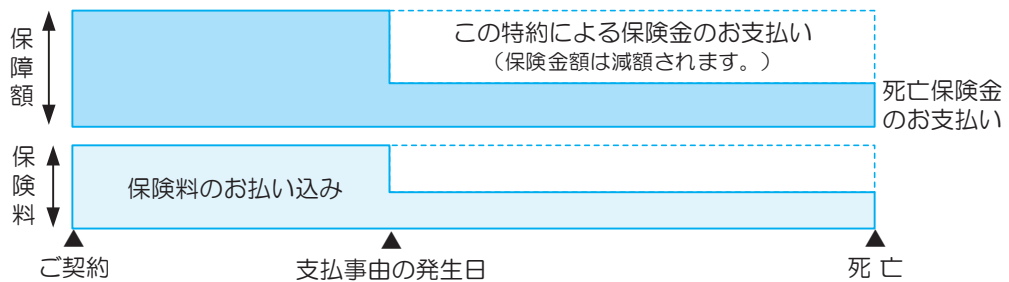 保障額
この特約による保険金のお支払い
（保険金額は減額されます。）
死亡保険金
のお支払い
保険料
保険料のお払い込み
ご契約
支払事由の発生日
死亡